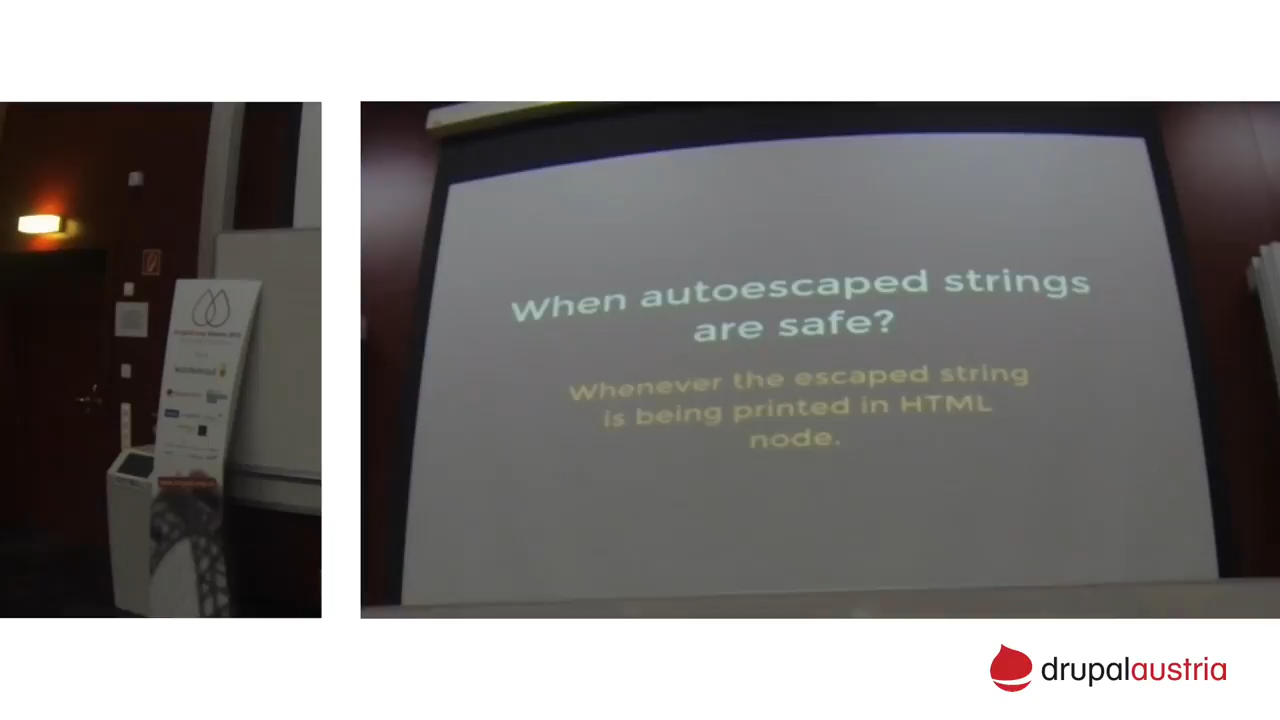 When autoescaped strings
are safe?
Whenever the escaped string
is being printed in HTML
node.
drupalaustria